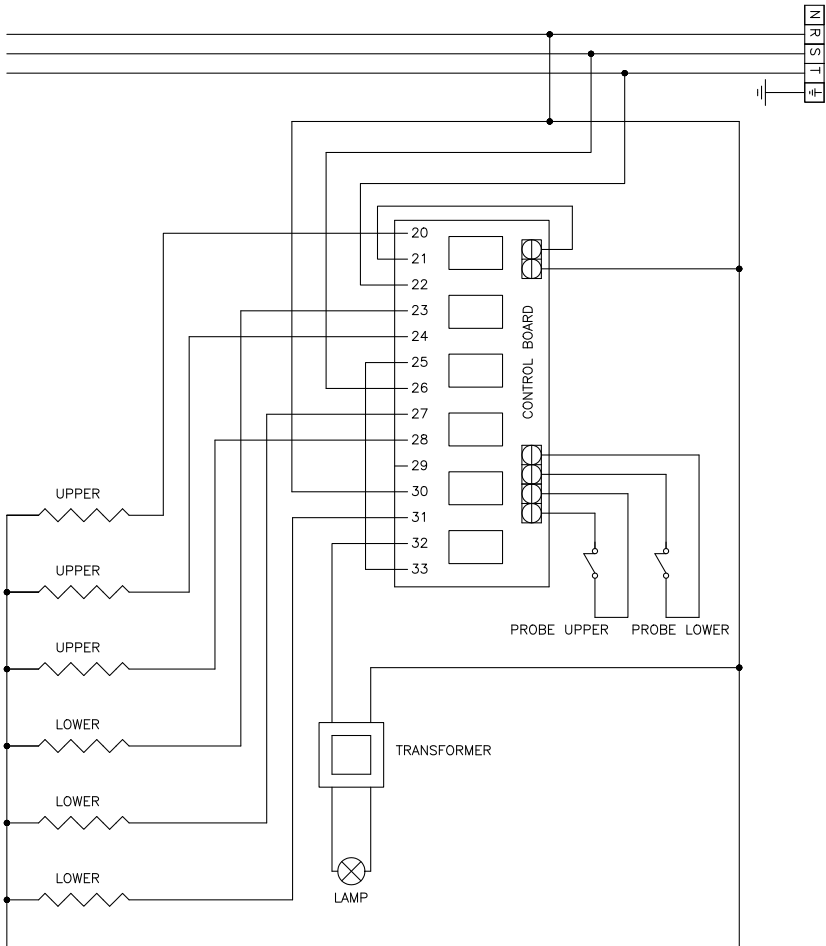 N
R
S
T
20
21
22
23
24
25
26
27
28
29
30
31
32
33
CONTROL BOARD
UPPER
UPPER
UPPER
LOWER
LOWER
LOWER
PROBE UPPER
PROBE LOWER
TRANSFORMER
LAMP